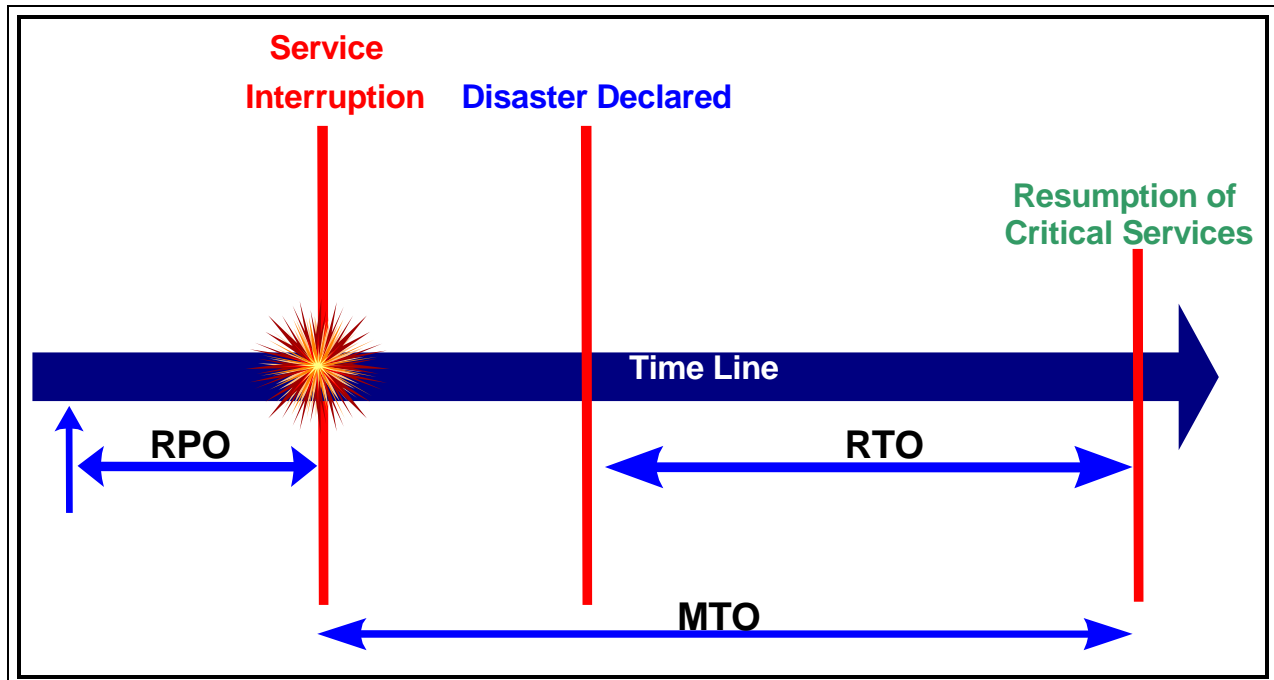 Service
Interruption
Disaster Declared
Resumption of
Critical Services
Time Line
RPO
RTO
MTO